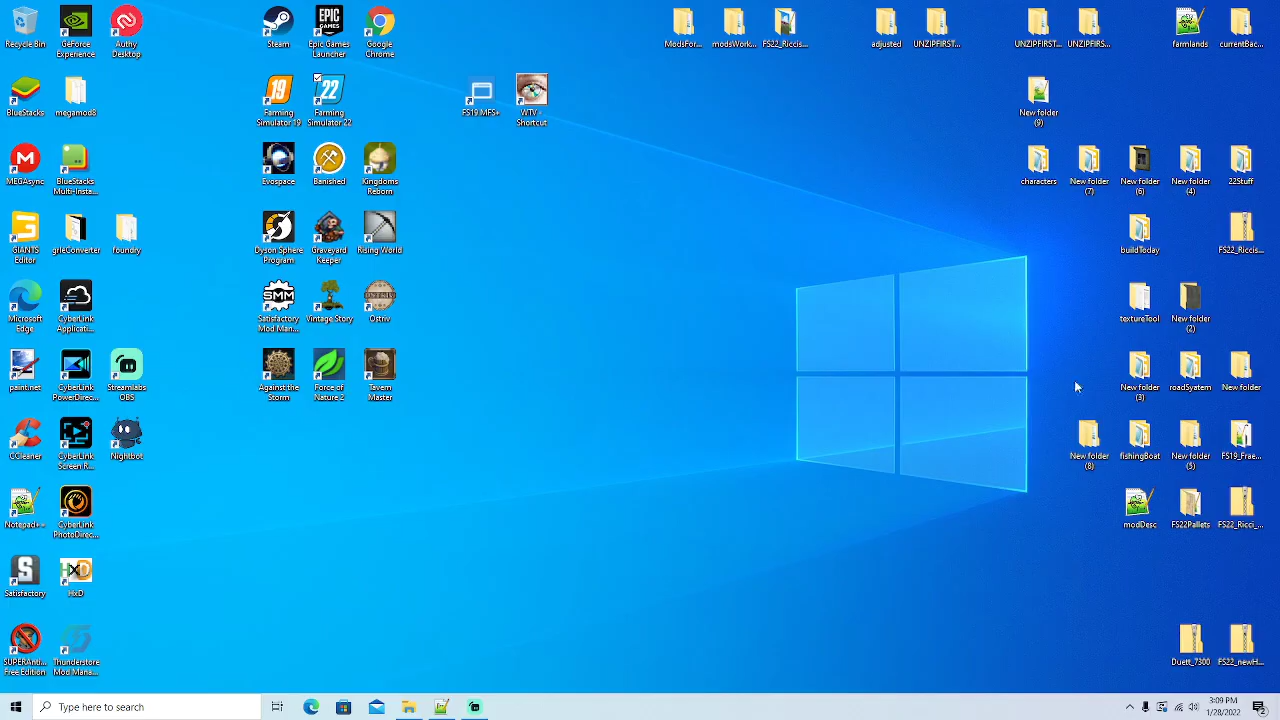 Recycle Bin
GeForce
Experience
Authy
Desktop
Steam
Epic Games
Launcher
Google
Chrome
ModsFor...
modsWork...
FS22_Riccis...
adjusted
UNZIPFIRST...
UNZIPFIRST...
UNZIPFIRS...
farmlands
currentBac...
BlueStacks
megamod8
Farming
Simulator 19
Farming
Simulator 22
FS19 MFS+
WTV -
Shortcut
New folder
(9)
MEGAsync
BlueStacks
Multi-Insta...
Evospace
Banished
Kingdoms
Reborn
characters
New folder
(7)
New folder
(6)
New folder
(4)
22Stuff
GIANTS
Editor
grleConverter
foundry
Dyson Sphere
Program
Graveyard
Keeper
Rising World
buildToday
FS22_Riccis...
Microsoft
Edge
CyberLink
Applicati...
Satisfactory
Mod Man...
Vintage Story
Ostriv
textureTool
New folder
(2)
paint.net
CyberLink
PowerDirec...
Streamlabs
OBS
Against the
Storm
Force of
Nature 2
Tavern
Master
New folder
(3)
roadSyatem
New folder
CCleaner
CyberLink
Screen R...
Nightbot
New folder
(8)
fishingBoat
New folder
(5)
FS19_Frae...
Notepad++
CyberLink
PhotoDirec...
modDesc
FS22Pallets
FS22_Ricci_...
Satisfactory
HxD
SUPERAnti...
Free Edition
Thunderstore
Mod Mana...
Duett_7300
FS22_newH...
Type here to search
3:09 PM
1/28/2022
2